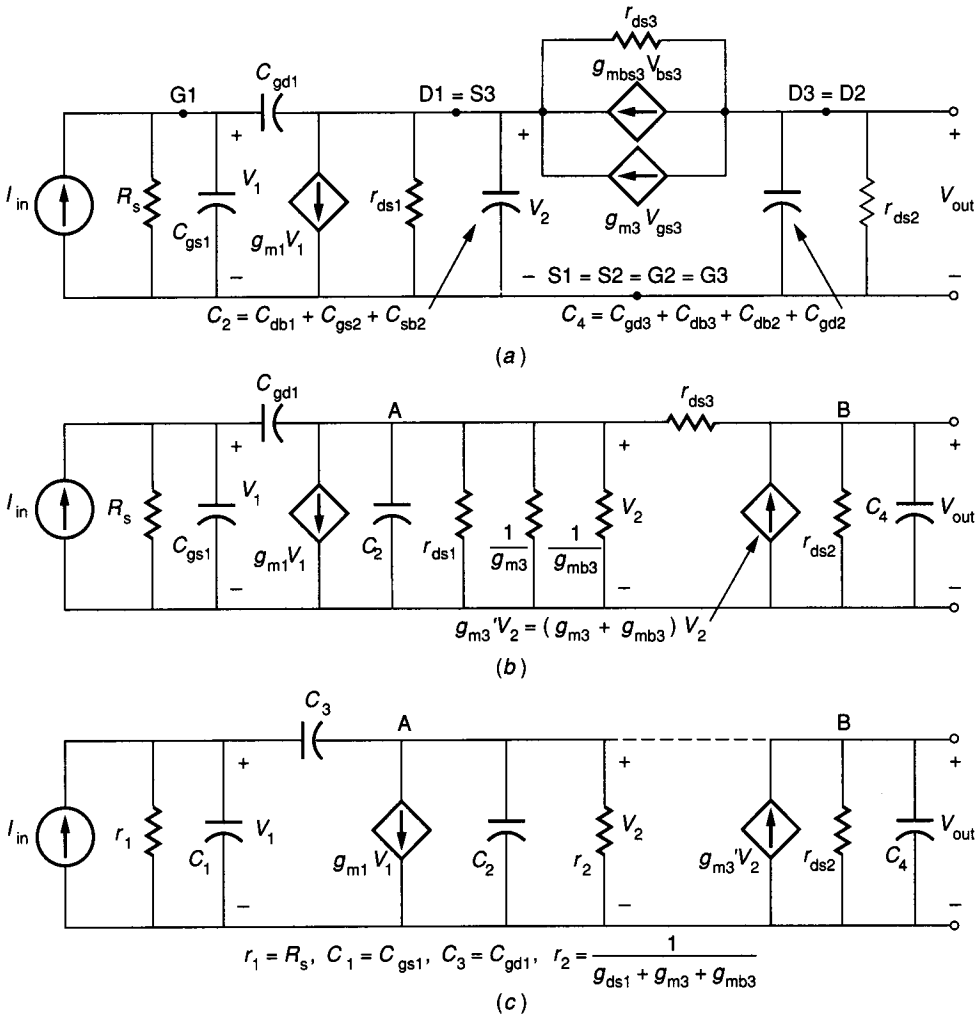 r_ds3
g_mbs3 V_bs3
C_gd1
G1
D1 = S3
D3 = D2
I_in
R_s
C_gs1
+
V_1
−
g_m1 V_1
r_ds1
+
V_2
−
g_m3 V_gs3
r_ds2
+
V_out
−
S1 = S2 = G2 = G3
C_2 = C_db1 + C_gs2 + C_sb2
C_4 = C_gd3 + C_db3 + C_db2 + C_gd2
(a)
C_gd1
A
r_ds3
B
I_in
R_s
C_gs1
+
V_1
−
g_m1 V_1
C_2
r_ds1
1/g_m3
1/g_mb3
+
V_2
−
r_ds2
C_4
+
V_out
−
g_m3'V_2 = ( g_m3 + g_mb3 ) V_2
(b)
C_3
A
B
I_in
r_1
C_1
+
V_1
−
g_m1 V_1
C_2
r_2
+
V_2
−
g_m3'V_2
r_ds2
C_4
+
V_out
−
r_1 = R_s, C_1 = C_gs1, C_3 = C_gd1, r_2 = 1/(g_ds1 + g_m3 + g_mb3)
(c)